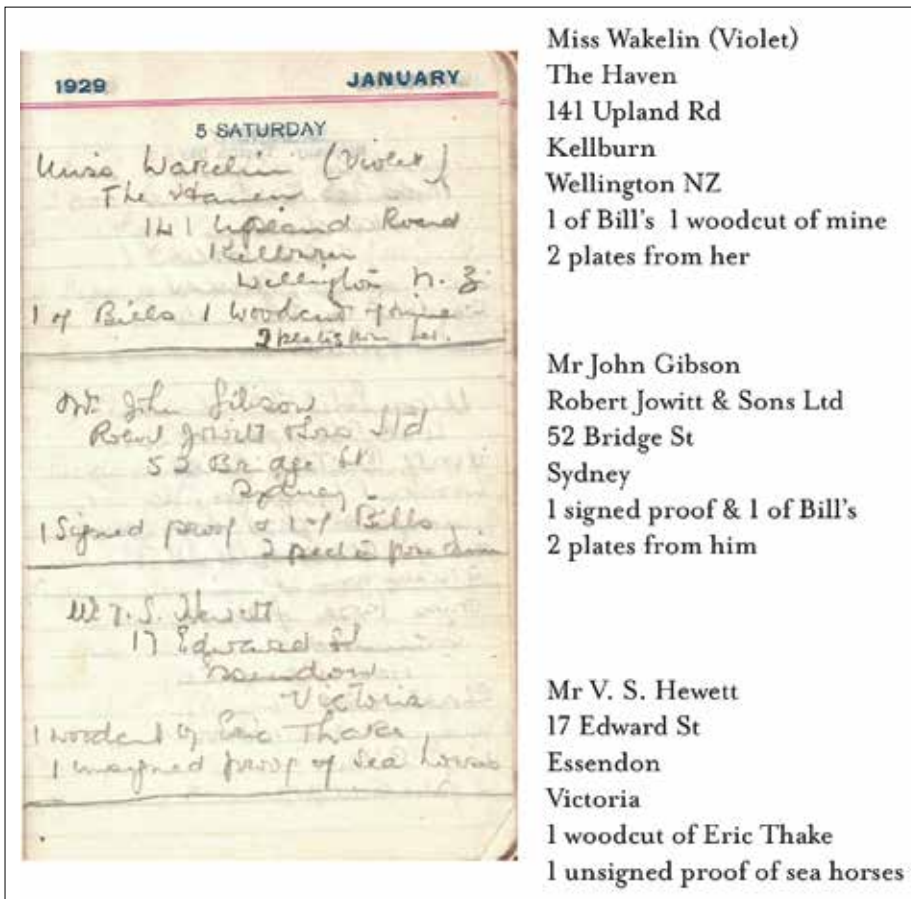 1929 JANUARY
5 SATURDAY
Miss Wakelin (Violet)
The Haven
141 Upland Road
Kelburn
Wellington N.Z.
1 of Bills 1 Woodcut of mine
2 plates from her.
Mr John Gibson
Robert Jowitt & Sons Ltd
52 Bridge St
Sydney
1 Signed proof & 1 of Bills
2 plates from him
Mr V. S. Hewett
17 Edward St
Essendon
Victoria
1 woodcut of Eric Thake
1 unsigned proof of Sea horses
Miss Wakelin (Violet)
The Haven
141 Upland Rd
Kellburn
Wellington NZ
1 of Bill's 1 woodcut of mine
2 plates from her
Mr John Gibson
Robert Jowitt & Sons Ltd
52 Bridge St
Sydney
1 signed proof & 1 of Bill's
2 plates from him
Mr V. S. Hewett
17 Edward St
Essendon
Victoria
1 woodcut of Eric Thake
1 unsigned proof of sea horses